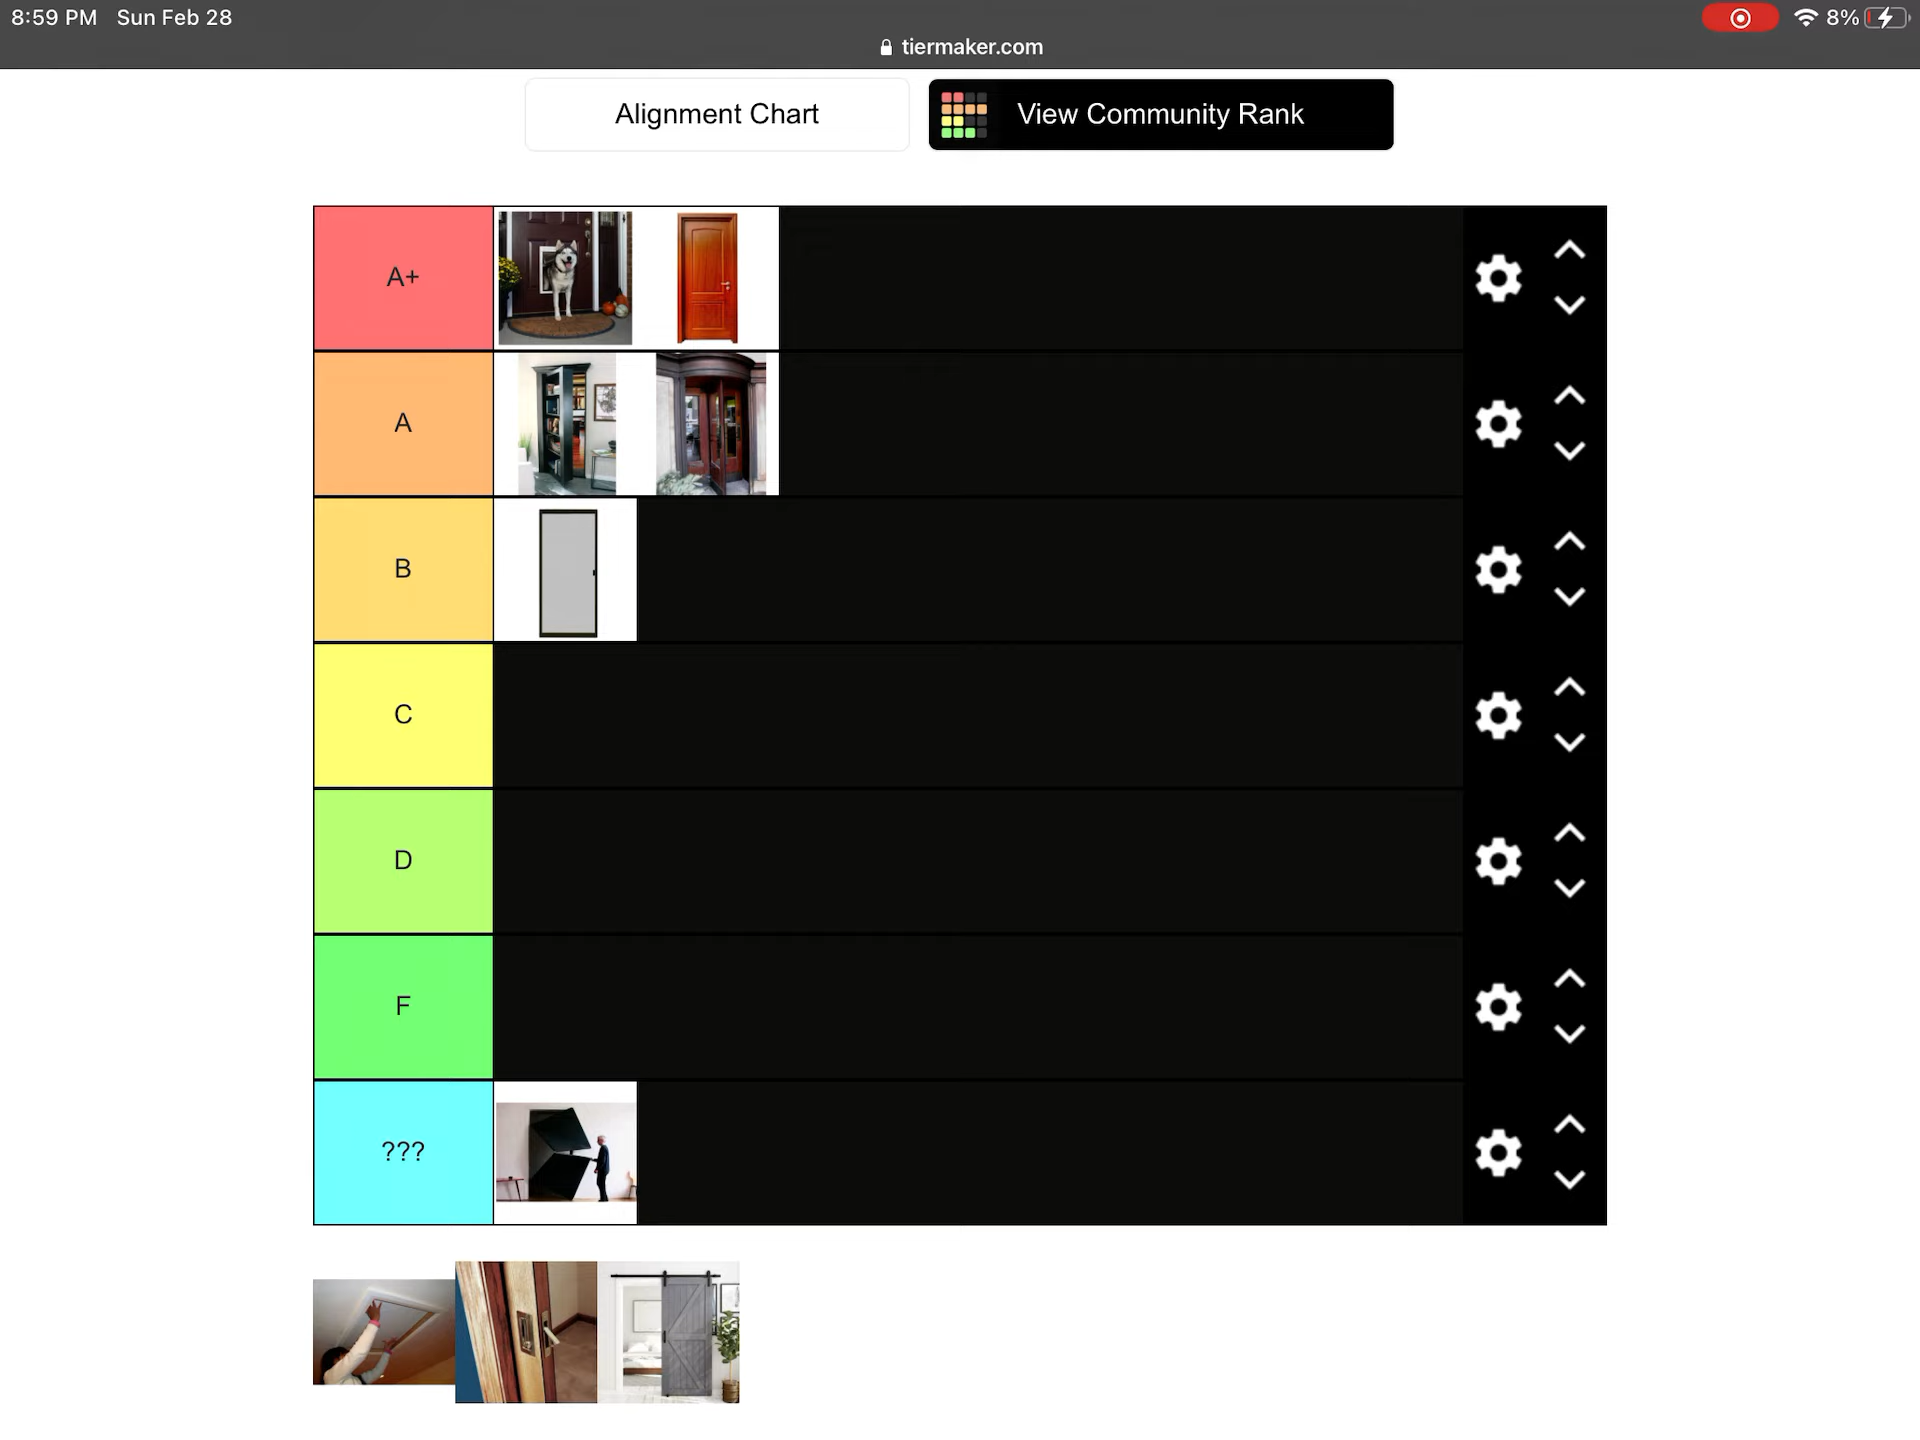 8:59 PM Sun Feb 28
8%
tiermaker.com
Alignment Chart
View Community Rank
A+
A
B
C
D
F
???